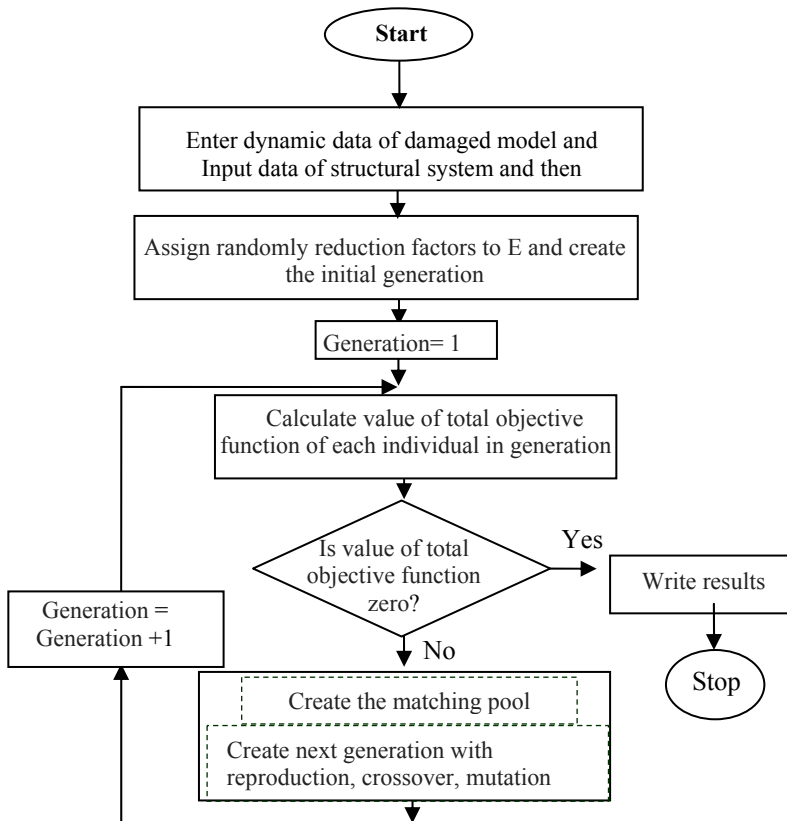 Start
Enter dynamic data of damaged model and
Input data of structural system and then
Assign randomly reduction factors to E and create
the initial generation
Generation= 1
Calculate value of total objective
function of each individual in generation
Is value of total
objective function
zero?
Yes
Write results
Stop
No
Generation =
Generation +1
Create the matching pool
Create next generation with
reproduction, crossover, mutation